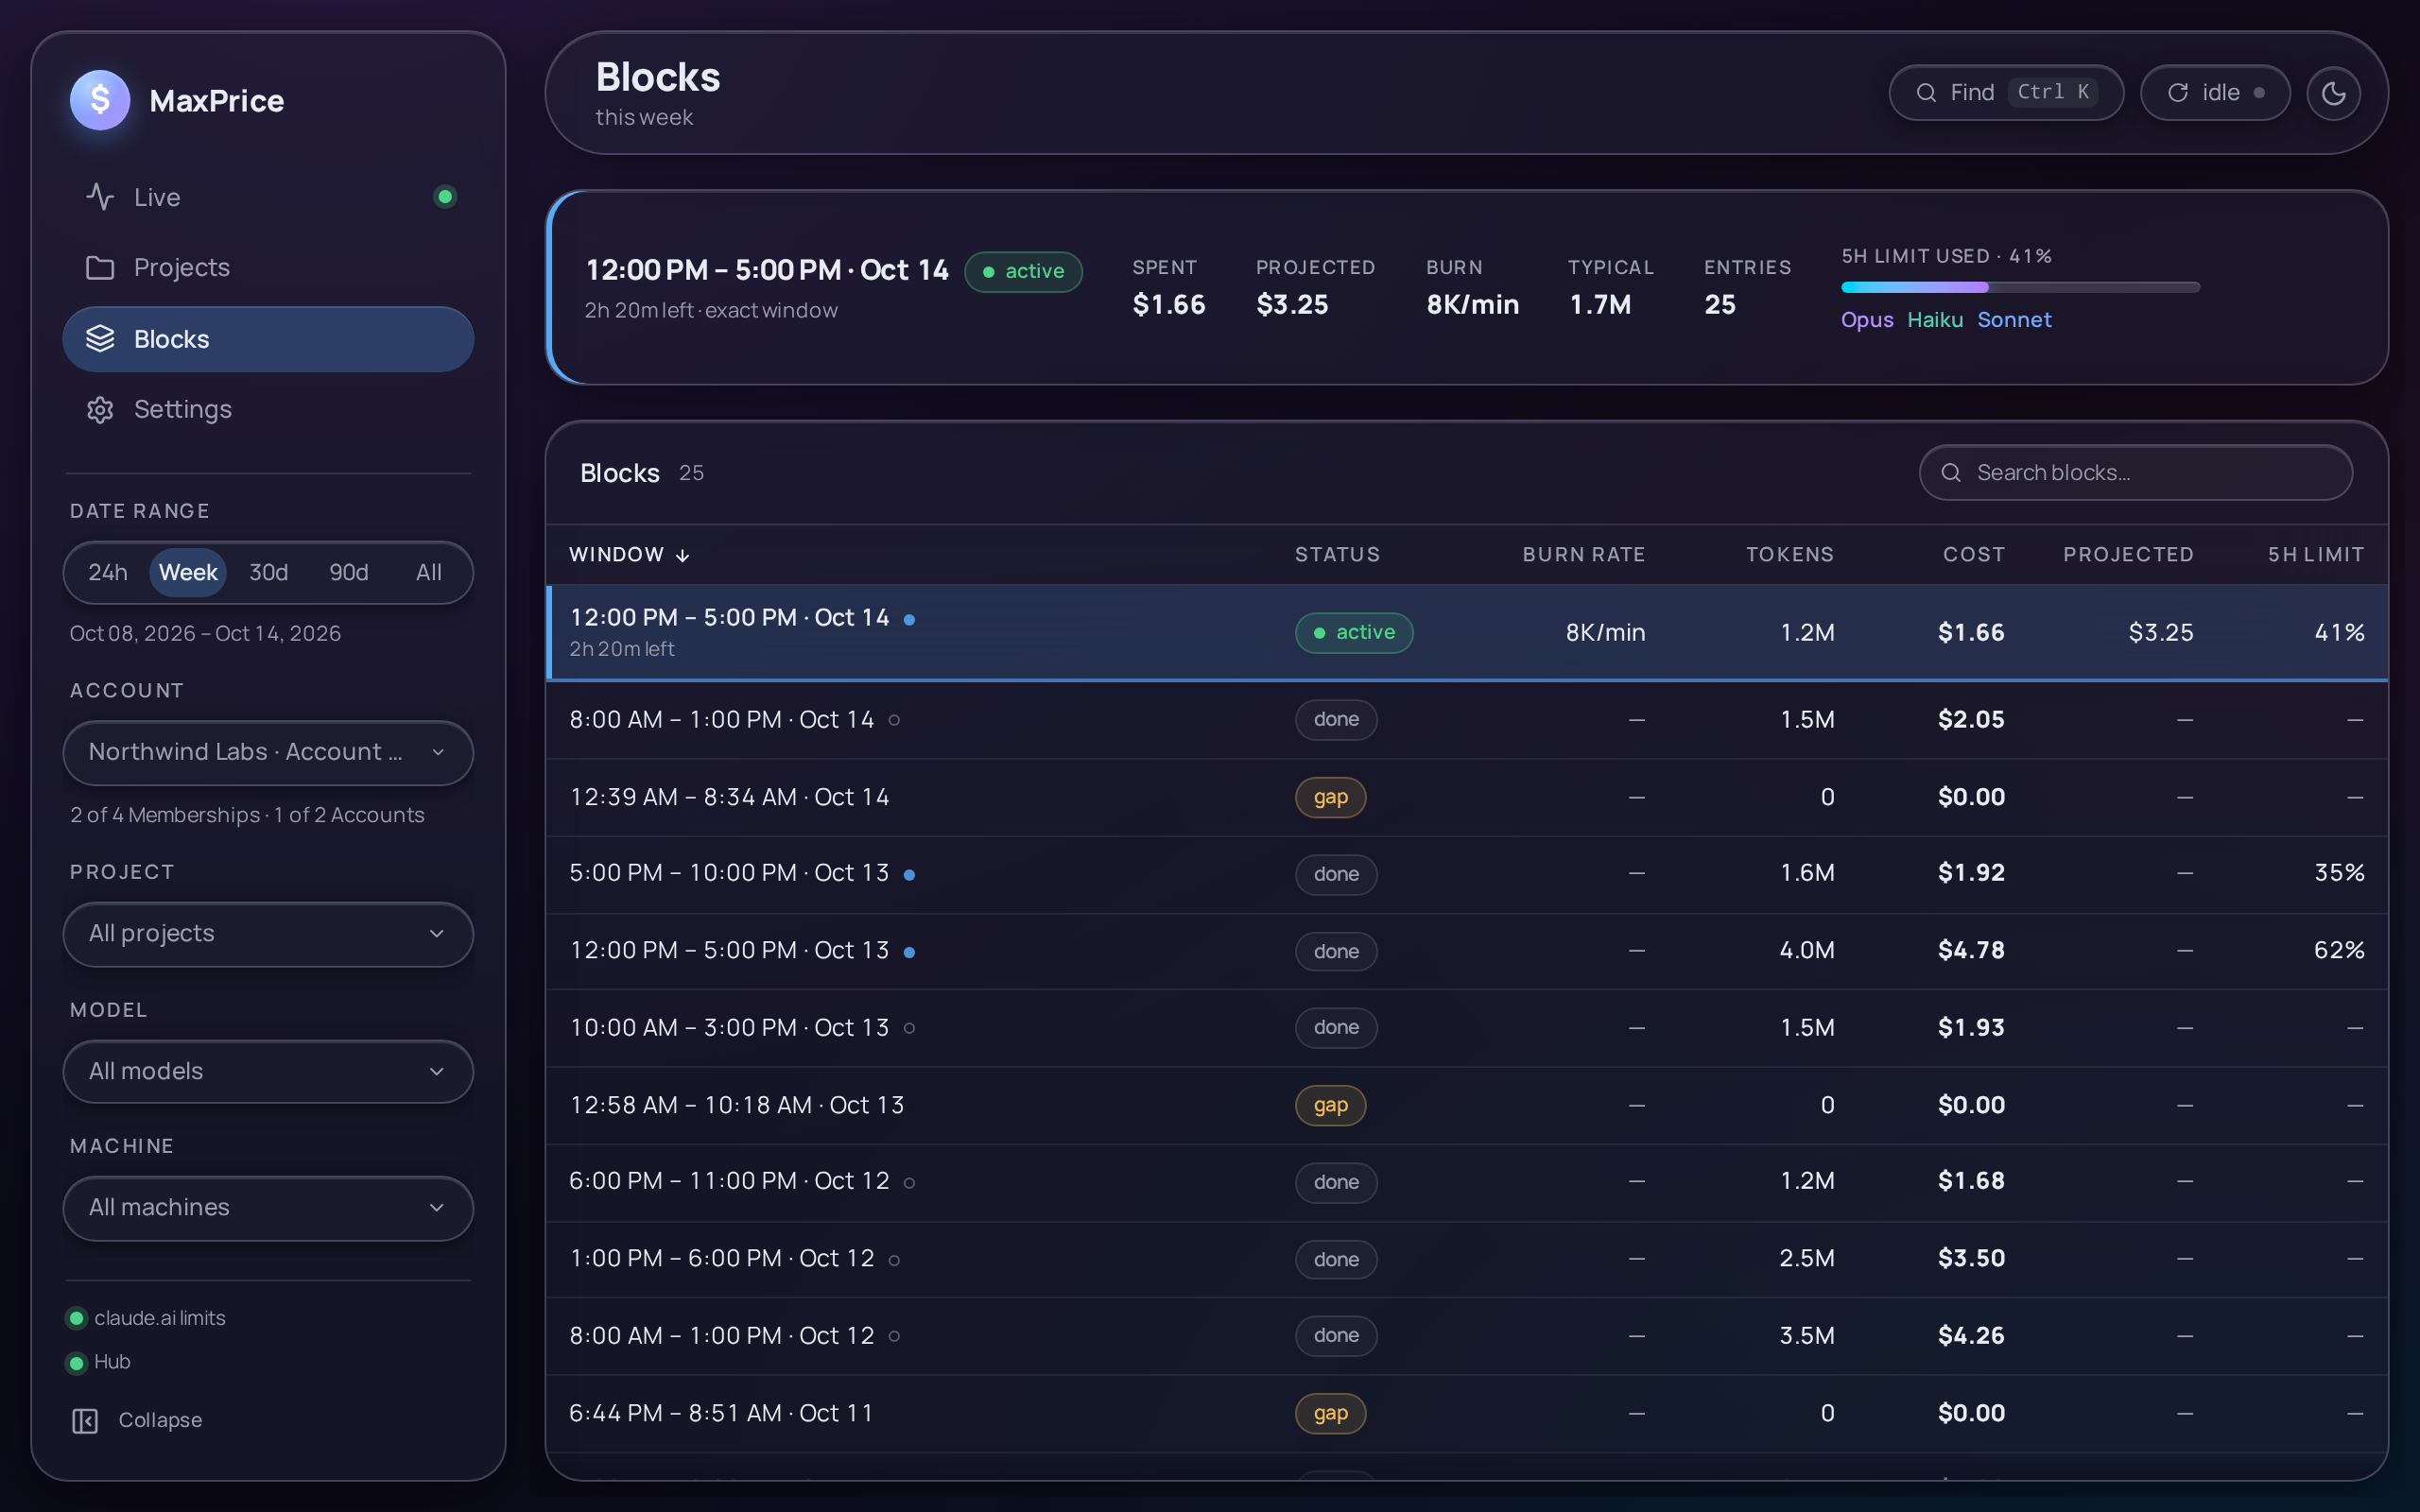 MaxPrice
Live
Projects
Blocks
Settings
DATE RANGE
24h Week 30d 90d All
Oct 08, 2026 – Oct 14, 2026
ACCOUNT
Northwind Labs · Account ...
2 of 4 Memberships · 1 of 2 Accounts
PROJECT
All projects
MODEL
All models
MACHINE
All machines
claude.ai limits
Hub
Collapse
Blocks
this week
Find Ctrl K
idle
12:00 PM – 5:00 PM · Oct 14 active
2h 20m left · exact window
SPENT
$1.66
PROJECTED
$3.25
BURN
8K/min
TYPICAL
1.7M
ENTRIES
25
5H LIMIT USED · 41%
Opus Haiku Sonnet
Blocks 25
Search blocks...
WINDOW ↓ STATUS BURN RATE TOKENS COST PROJECTED 5H LIMIT
12:00 PM – 5:00 PM · Oct 14 active 8K/min 1.2M $1.66 $3.25 41%
2h 20m left
8:00 AM – 1:00 PM · Oct 14 done — 1.5M $2.05 — —
12:39 AM – 8:34 AM · Oct 14 gap — 0 $0.00 — —
5:00 PM – 10:00 PM · Oct 13 done — 1.6M $1.92 — 35%
12:00 PM – 5:00 PM · Oct 13 done — 4.0M $4.78 — 62%
10:00 AM – 3:00 PM · Oct 13 done — 1.5M $1.93 — —
12:58 AM – 10:18 AM · Oct 13 gap — 0 $0.00 — —
6:00 PM – 11:00 PM · Oct 12 done — 1.2M $1.68 — —
1:00 PM – 6:00 PM · Oct 12 done — 2.5M $3.50 — —
8:00 AM – 1:00 PM · Oct 12 done — 3.5M $4.26 — —
6:44 PM – 8:51 AM · Oct 11 gap — 0 $0.00 — —